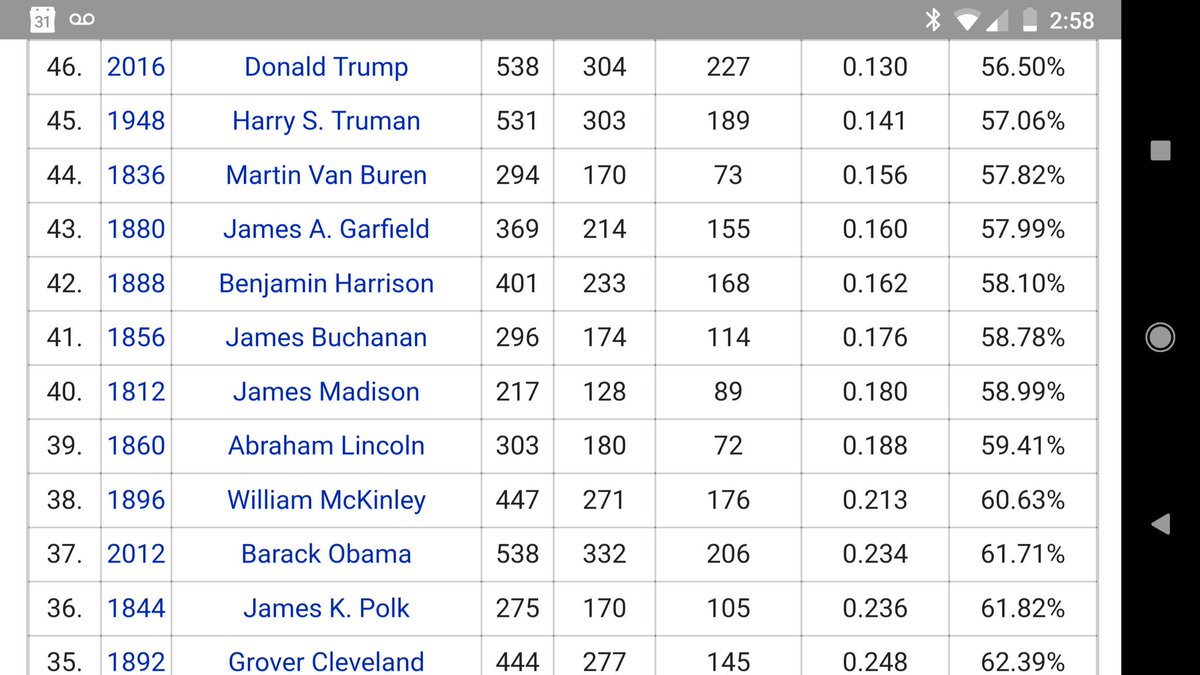 31 2:58
46. 2016 Donald Trump 538 304 227 0.130 56.50%
45. 1948 Harry S. Truman 531 303 189 0.141 57.06%
44. 1836 Martin Van Buren 294 170 73 0.156 57.82%
43. 1880 James A. Garfield 369 214 155 0.160 57.99%
42. 1888 Benjamin Harrison 401 233 168 0.162 58.10%
41. 1856 James Buchanan 296 174 114 0.176 58.78%
40. 1812 James Madison 217 128 89 0.180 58.99%
39. 1860 Abraham Lincoln 303 180 72 0.188 59.41%
38. 1896 William McKinley 447 271 176 0.213 60.63%
37. 2012 Barack Obama 538 332 206 0.234 61.71%
36. 1844 James K. Polk 275 170 105 0.236 61.82%
35. 1892 Grover Cleveland 444 277 145 0.248 62.39%